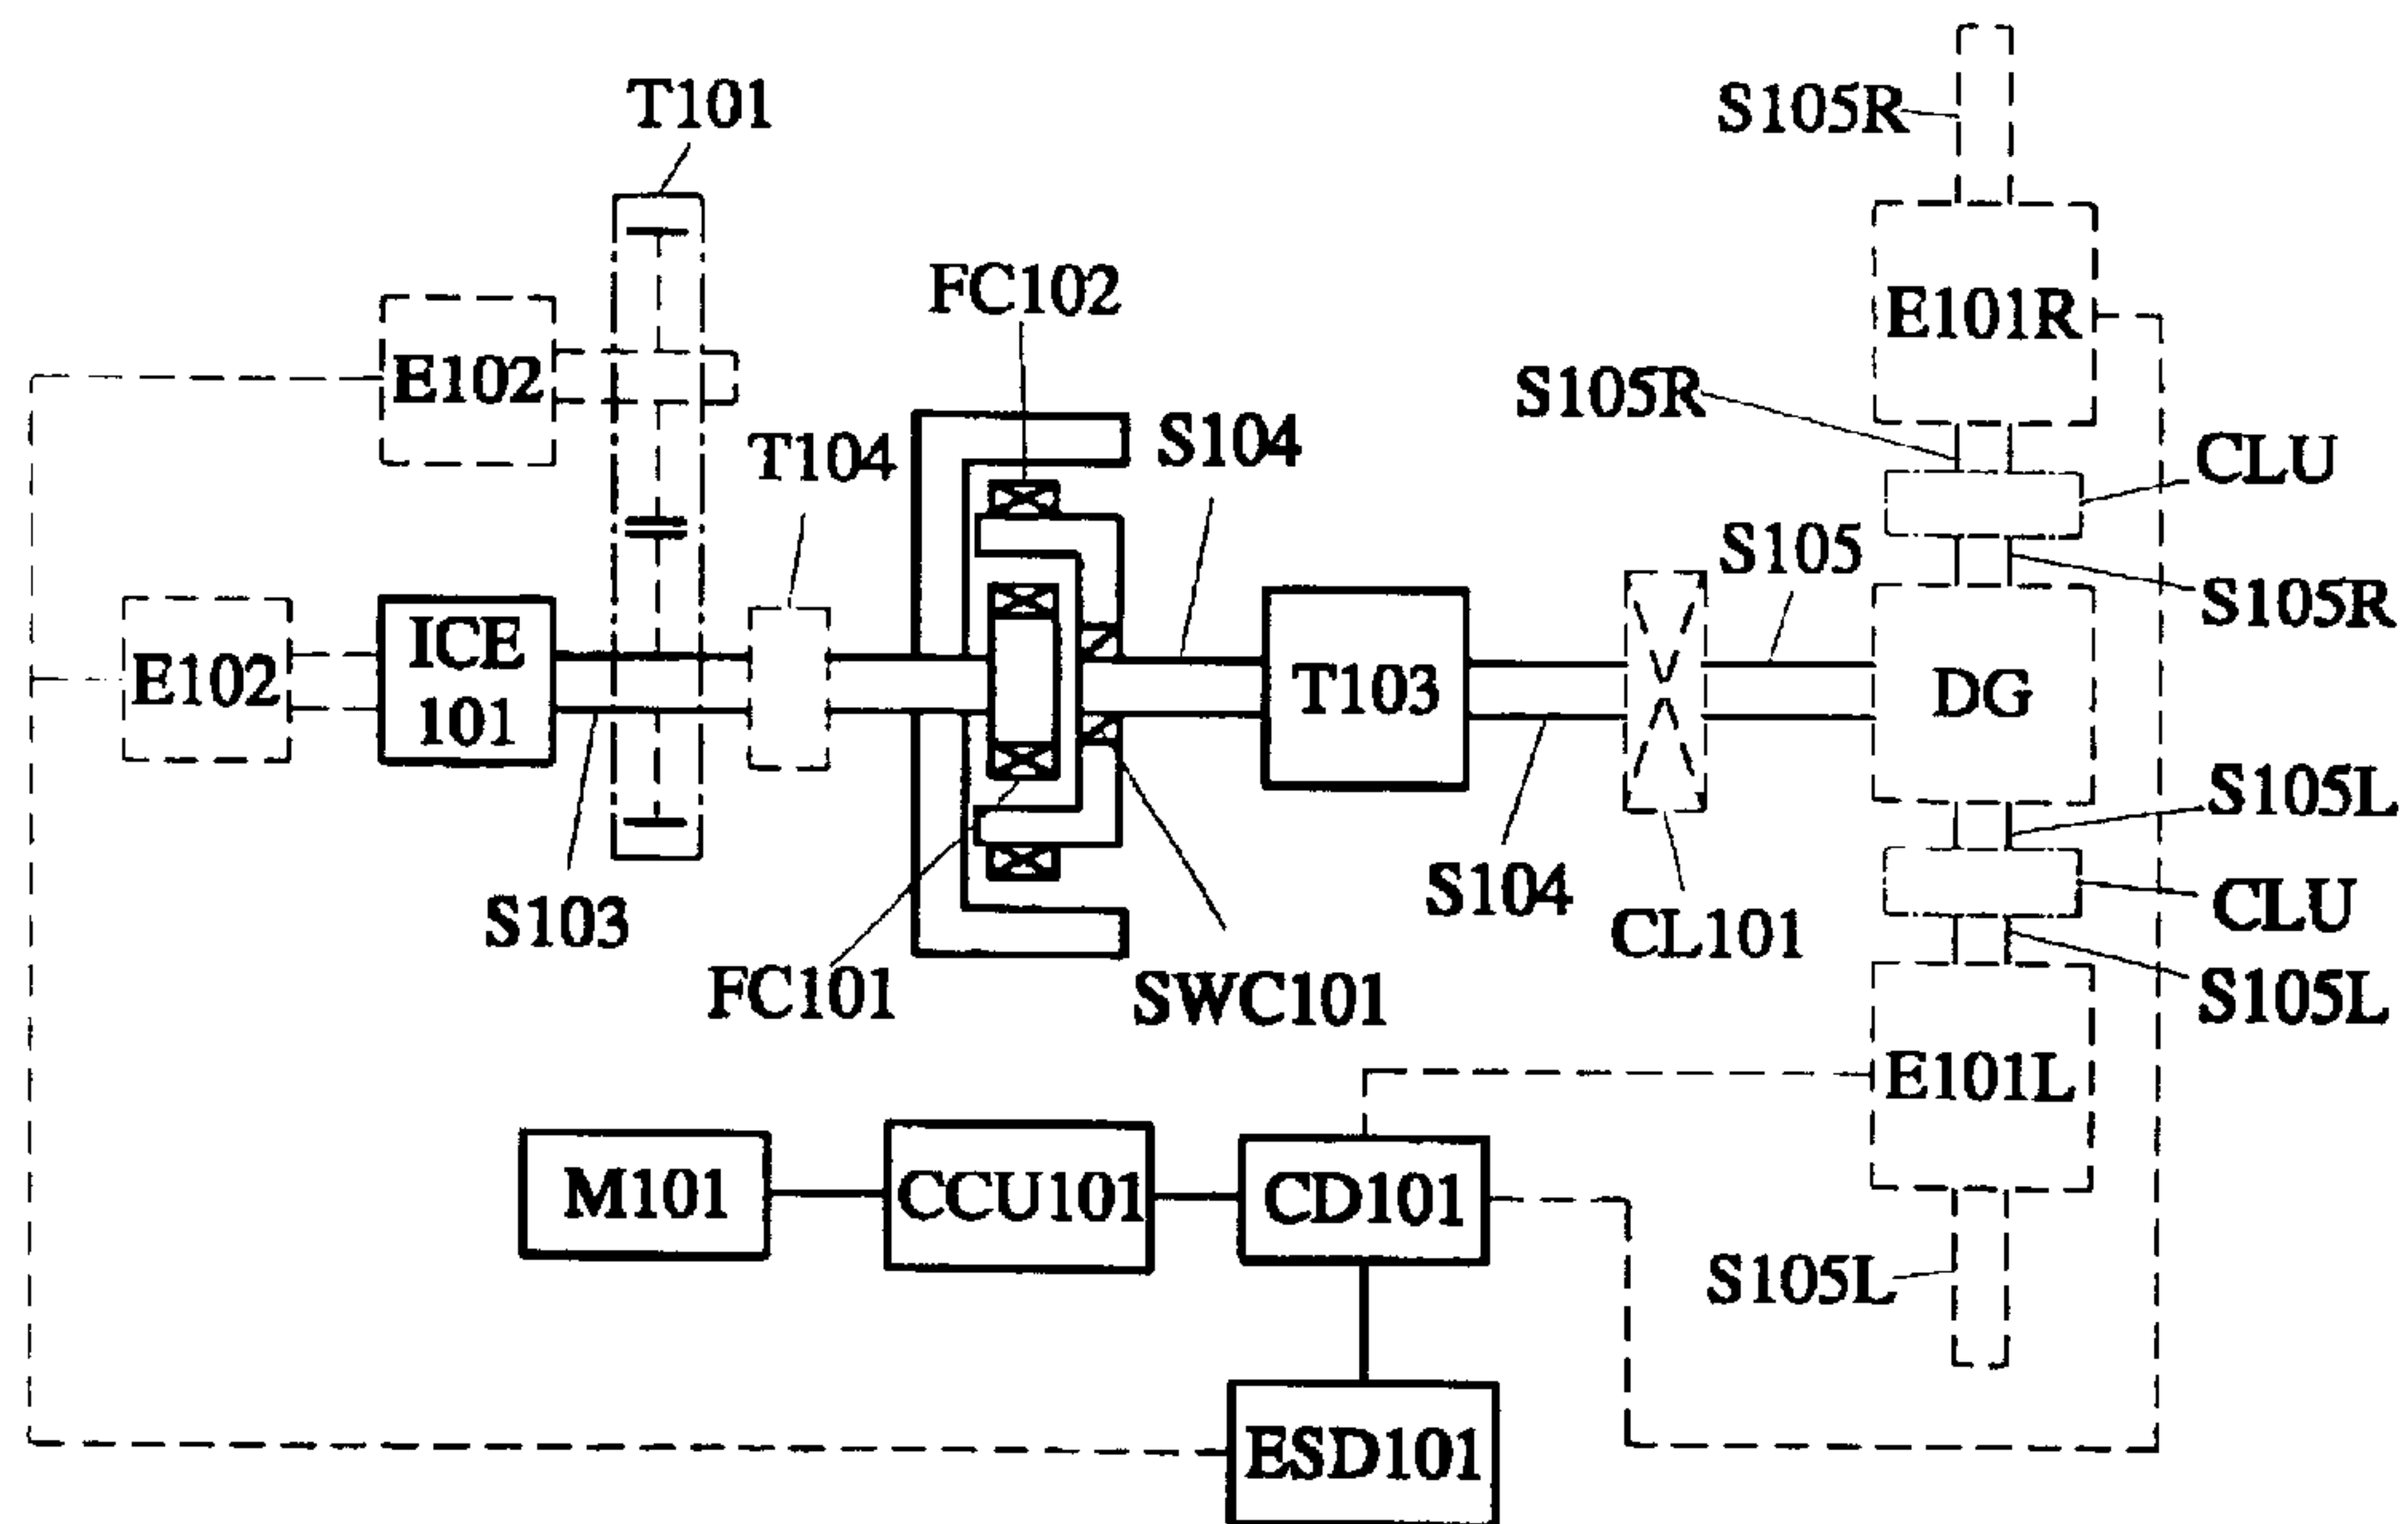 T101
S105R
FC102
E101R
E102
S105R
T104
S104
CLU
S105
S105R
ICE
101
E102
T103
DG
S105L
S104
CLU
S103
CL101
FC101
SWC101
S105L
E101L
M101
CCU101
CD101
S105L
ESD101